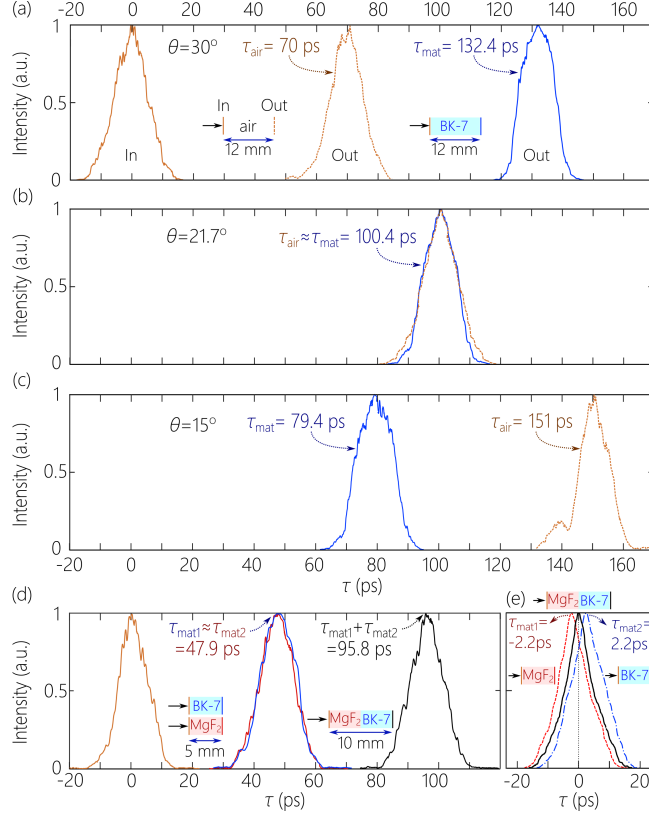 (a)
-20 0 20 40 60 80 100 120 140 160
Intensity (a.u.)
1
0.5
0
θ=30°
τair= 70 ps
τmat= 132.4 ps
In Out
air
12 mm
BK-7
12 mm
In
Out
Out
(b)
Intensity (a.u.)
1
0.5
0
θ=21.7°
τair≈τmat= 100.4 ps
(c)
Intensity (a.u.)
1
0.5
0
θ=15°
τmat= 79.4 ps
τair= 151 ps
-20 0 20 40 60 80 100 120 140 160
τ (ps)
(d)
Intensity (a.u.)
1
0.5
0
τmat1≈τmat2
=47.9 ps
τmat1+τmat2
=95.8 ps
BK-7
MgF2
5 mm
MgF2 BK-7
10 mm
-20 0 20 40 60 80 100
τ (ps)
(e)
MgF2 BK-7
τmat1=
-2.2ps
τmat2=
2.2ps
MgF2
BK-7
-20 0 20
τ (ps)